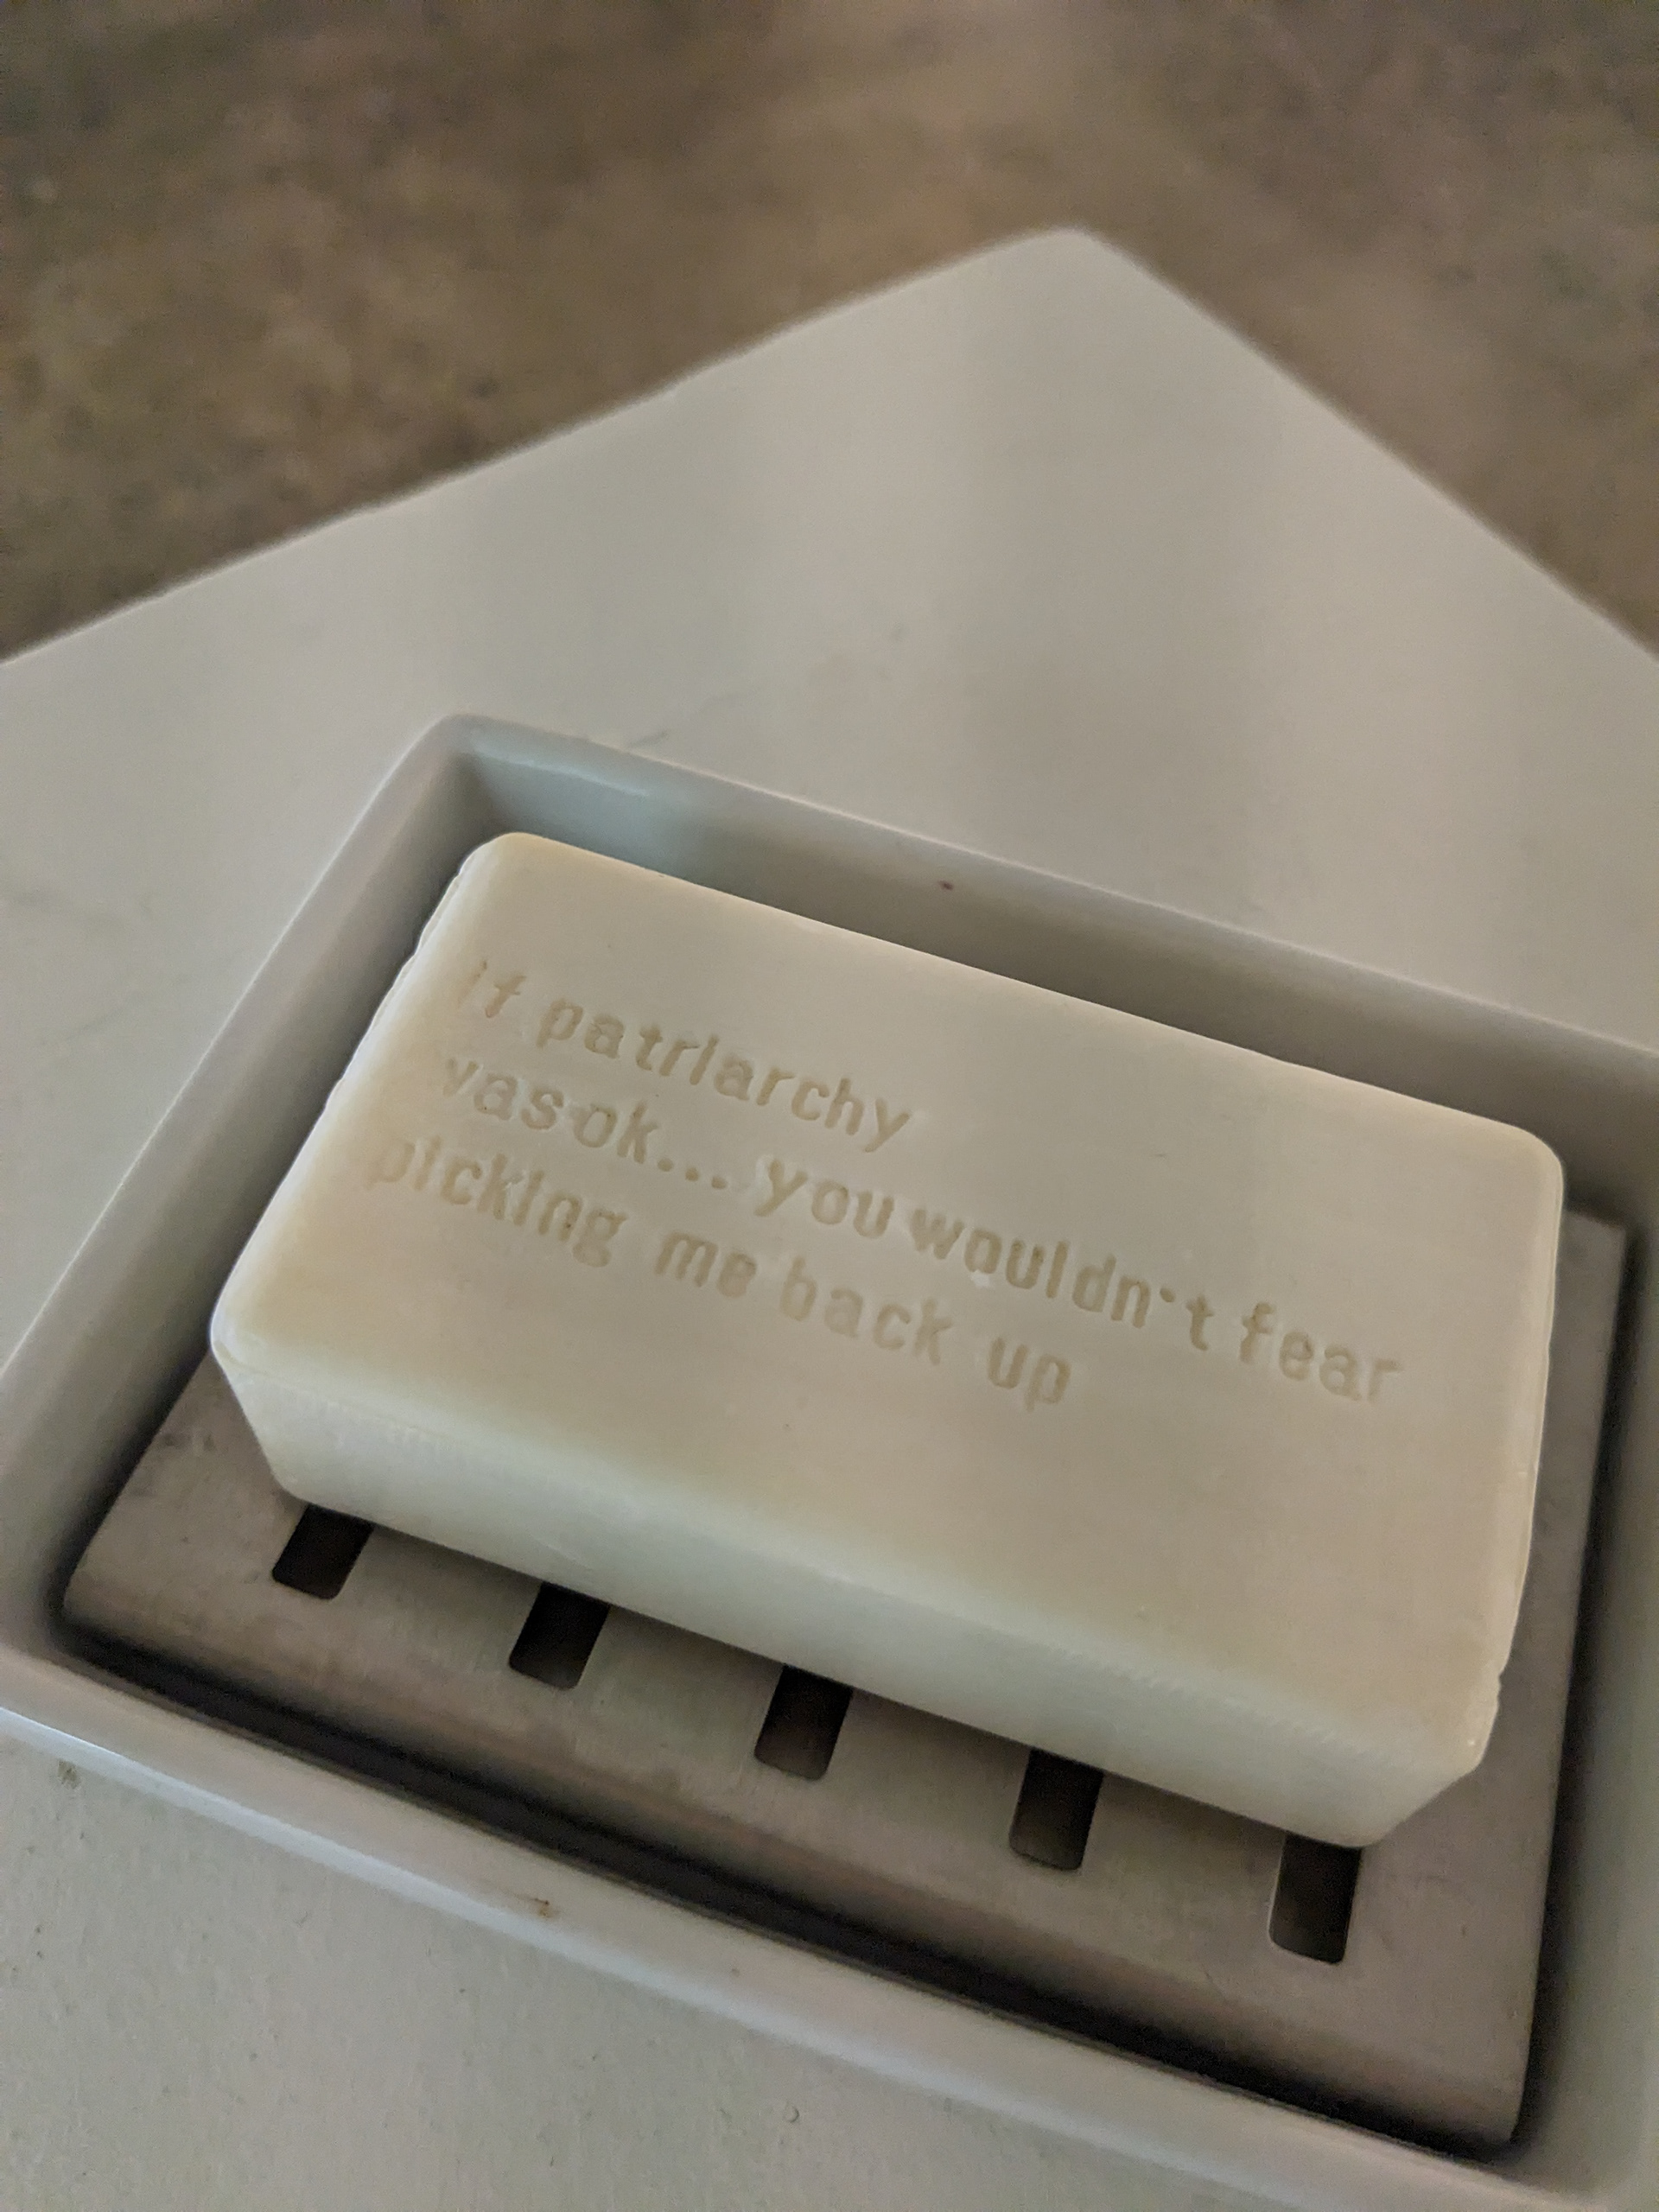 if patriarchy
was ok... you wouldn't fear
picking me back up